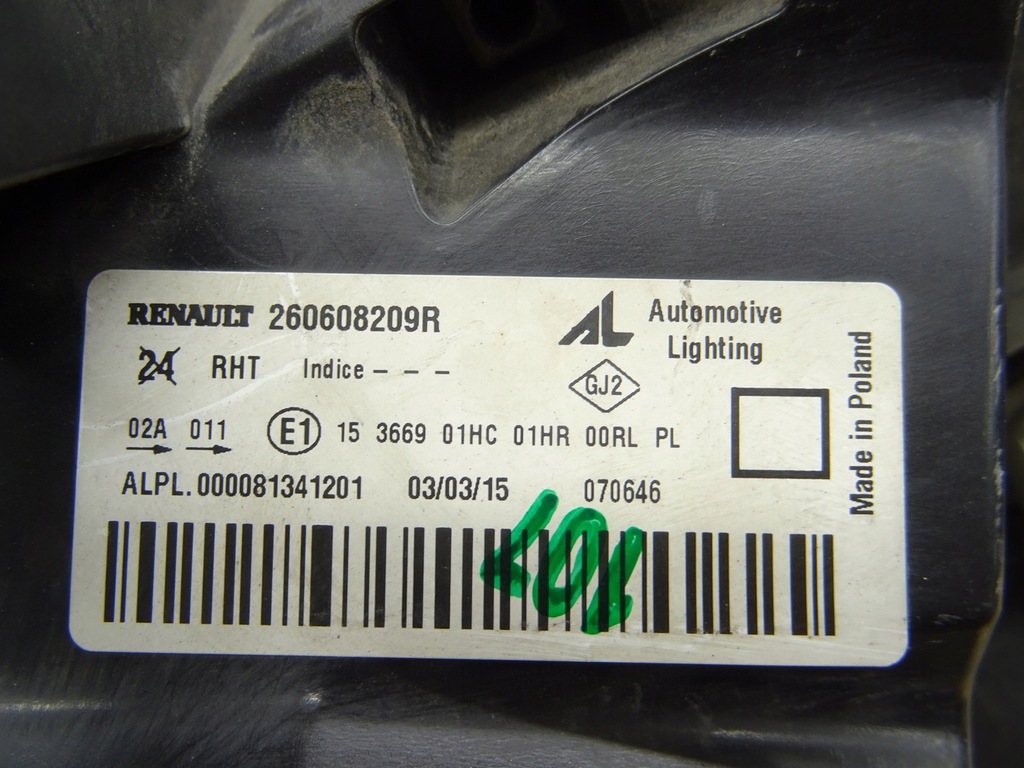 RENAULT 260608209R
AL Automotive
Lighting
24 RHT Indice - - -
GJ2
02A 011 E1 15 3669 01HC 01HR 00RL PL
ALPL.000081341201 03/03/15 070646
Made in Poland